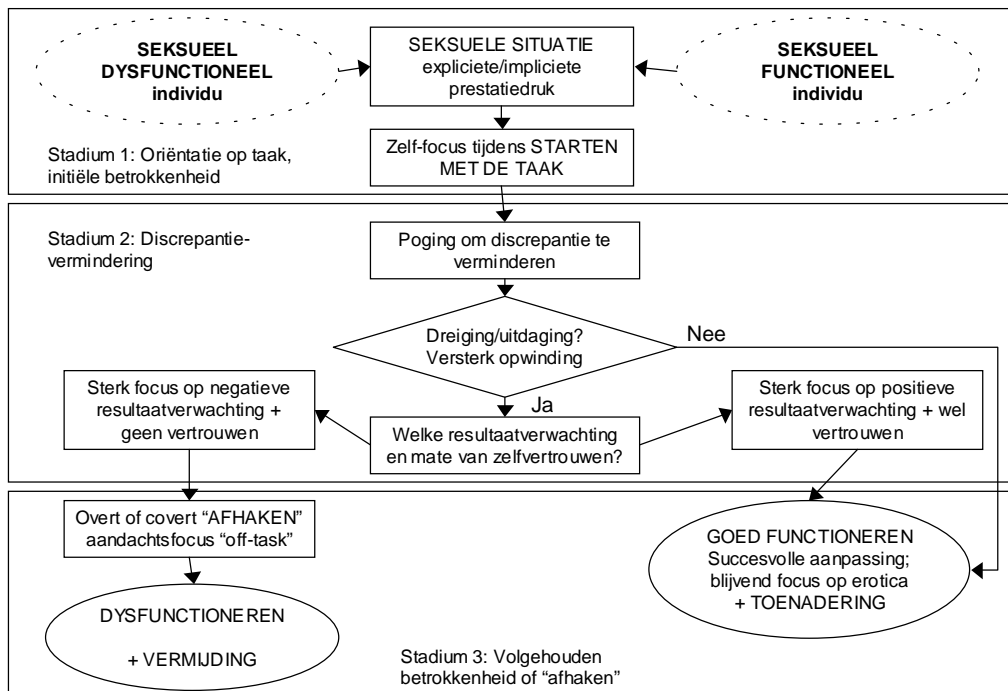 SEKSUEEL
DYSFUNCTIONEEL
individu
SEKSUELE SITUATIE
expliciete/impliciete
prestatiedruk
SEKSUEEL
FUNCTIONEEL
individu
Stadium 1: Oriëntatie op taak,
initiële betrokkenheid
Zelf-focus tijdens STARTEN
MET DE TAAK
Stadium 2: Discrepantie-
vermindering
Poging om discrepantie te
verminderen
Dreiging/uitdaging?
Versterk opwinding
Nee
Ja
Sterk focus op negatieve
resultaatverwachting +
geen vertrouwen
Welke resultaatverwachting
en mate van zelfvertrouwen?
Sterk focus op positieve
resultaatverwachting + wel
vertrouwen
Overt of covert “AFHAKEN”
aandachtsfocus “off-task”
GOED FUNCTIONEREN
Succesvolle aanpassing;
blijvend focus op erotica
+ TOENADERING
DYSFUNCTIONEREN
+ VERMIJDING
Stadium 3: Volgehouden
betrokkenheid of “afhaken”